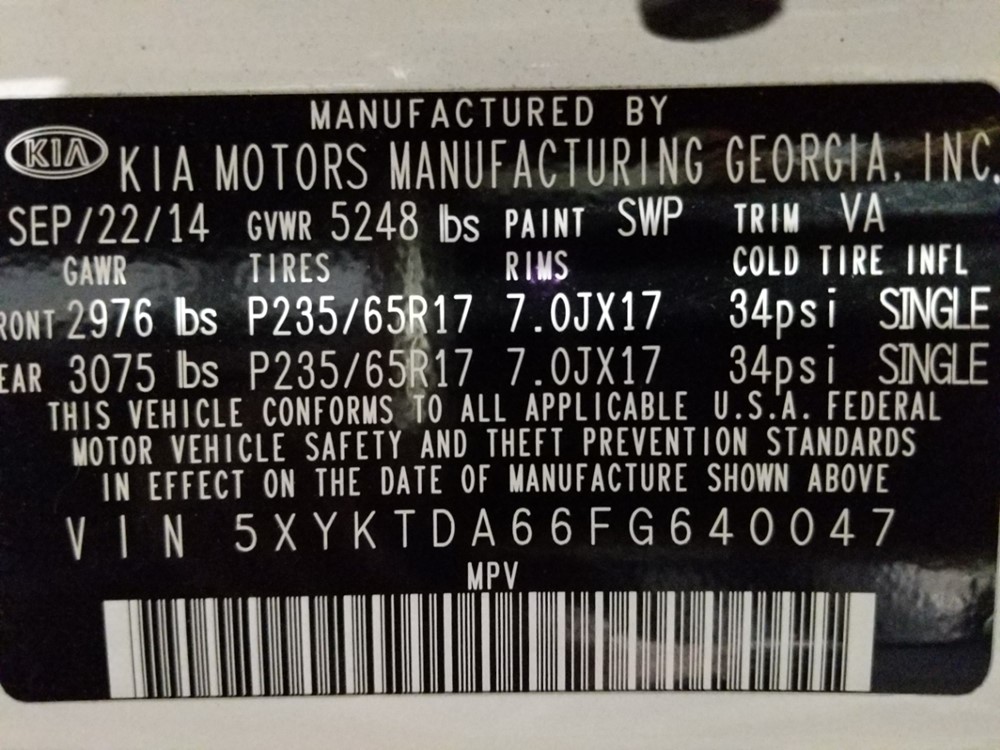 MANUFACTURED BY
KIA KIA MOTORS MANUFACTURING GEORGIA, INC.
SEP/22/14 GVWR 5248 lbs PAINT SWP TRIM VA
GAWR TIRES RIMS COLD TIRE INFL
RONT 2976 lbs P235/65R17 7.0JX17 34psi SINGLE
EAR 3075 lbs P235/65R17 7.0JX17 34psi SINGLE
THIS VEHICLE CONFORMS TO ALL APPLICABLE U.S.A. FEDERAL
MOTOR VEHICLE SAFETY AND THEFT PREVENTION STANDARDS
IN EFFECT ON THE DATE OF MANUFACTURE SHOWN ABOVE
VIN 5XYKTDA66FG640047
MPV